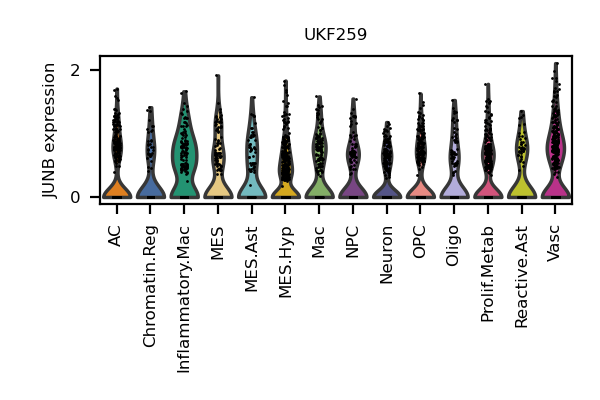 UKF259
JUNB expression
2
0
AC
Chromatin.Reg
Inflammatory.Mac
MES
MES.Ast
MES.Hyp
Mac
NPC
Neuron
OPC
Oligo
Prolif.Metab
Reactive.Ast
Vasc